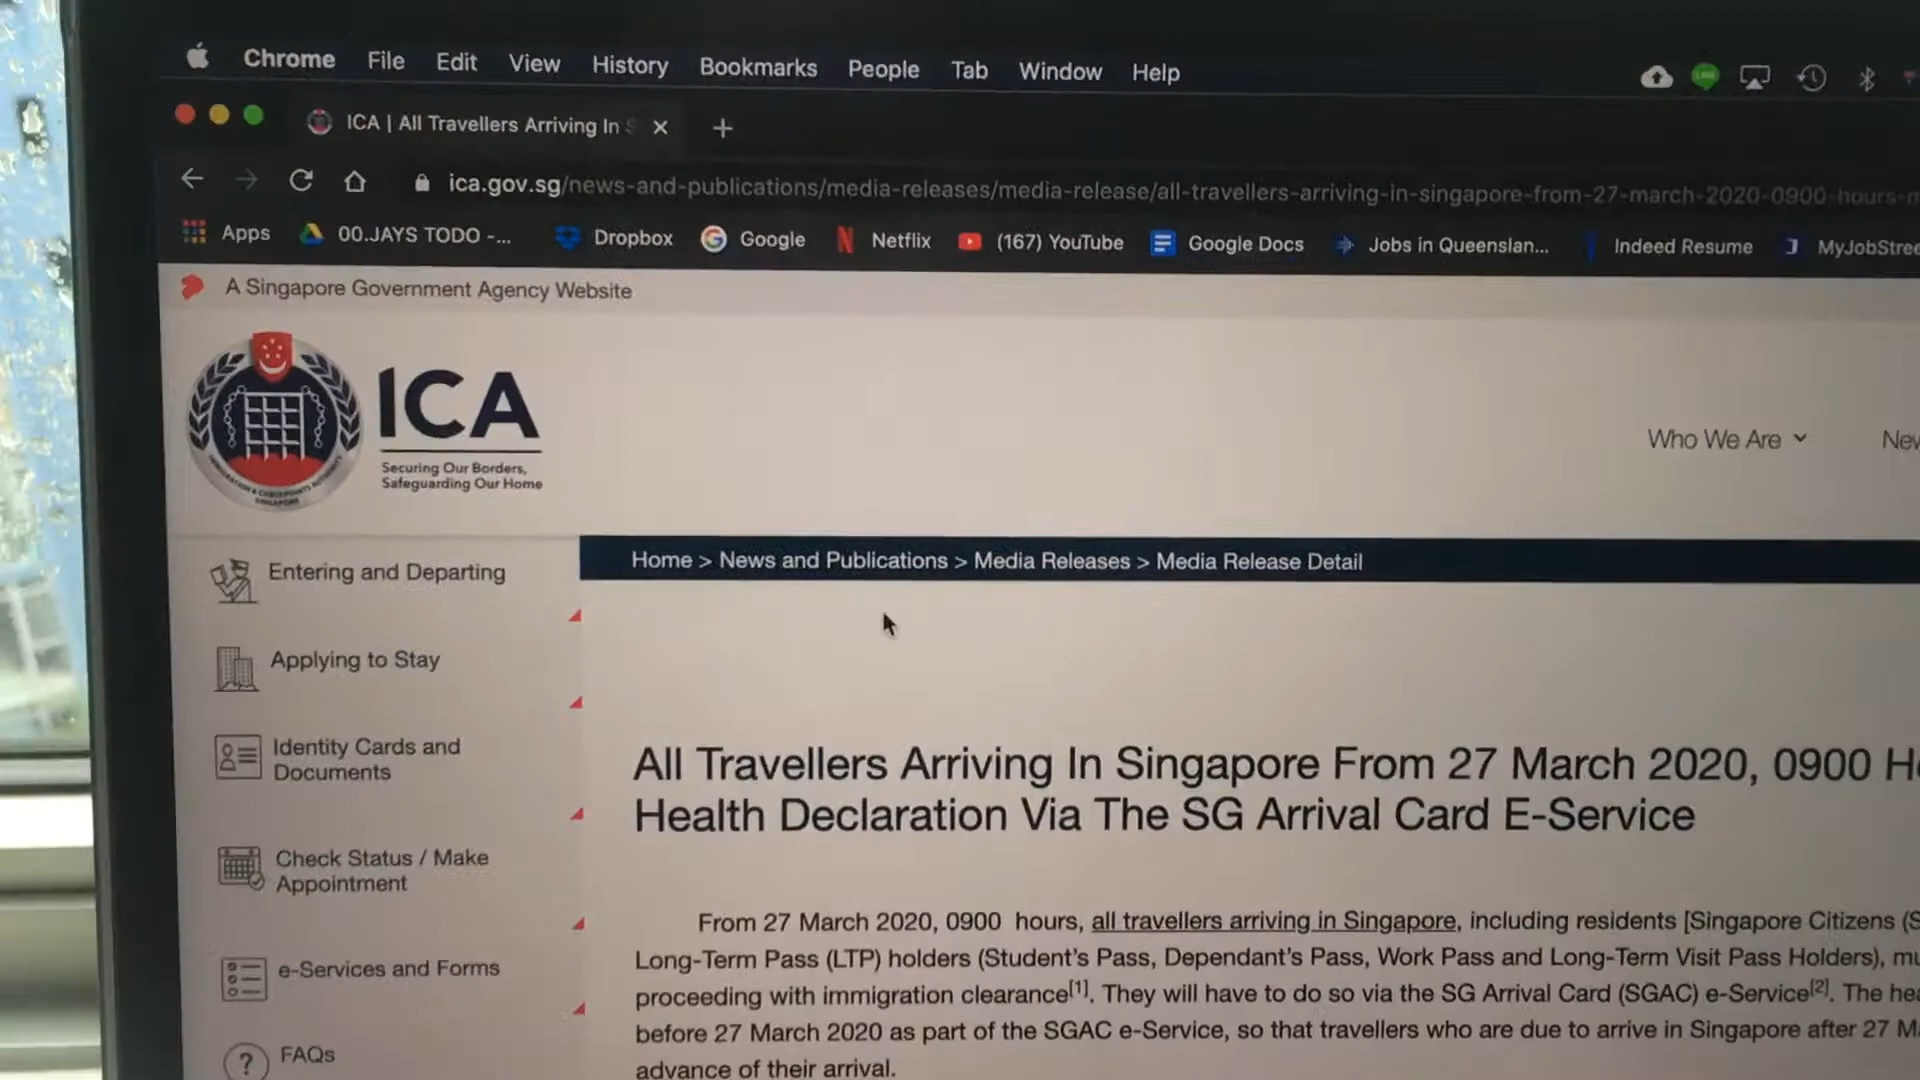 Chrome File Edit View History Bookmarks People Tab Window Help
ICA | All Travellers Arriving In S
ica.gov.sg/news-and-publications/media-releases/media-release/all-travellers-arriving-in-singapore-from-27-march-2020-0900-hours-
Apps 00.JAYS TODO -... Dropbox Google Netflix (167) YouTube Google Docs Jobs in Queenslan... Indeed Resume MyJobStree
A Singapore Government Agency Website
ICA
Securing Our Borders,
Safeguarding Our Home
Who We Are New
Home > News and Publications > Media Releases > Media Release Detail
Entering and Departing
Applying to Stay
Identity Cards and
Documents
Check Status / Make
Appointment
e-Services and Forms
FAQs
All Travellers Arriving In Singapore From 27 March 2020, 0900 H
Health Declaration Via The SG Arrival Card E-Service
From 27 March 2020, 0900 hours, all travellers arriving in Singapore, including residents [Singapore Citizens (S
Long-Term Pass (LTP) holders (Student's Pass, Dependant's Pass, Work Pass and Long-Term Visit Pass Holders), mu
proceeding with immigration clearance[1]. They will have to do so via the SG Arrival Card (SGAC) e-Service[2]. The hea
before 27 March 2020 as part of the SGAC e-Service, so that travellers who are due to arrive in Singapore after 27 M
advance of their arrival.